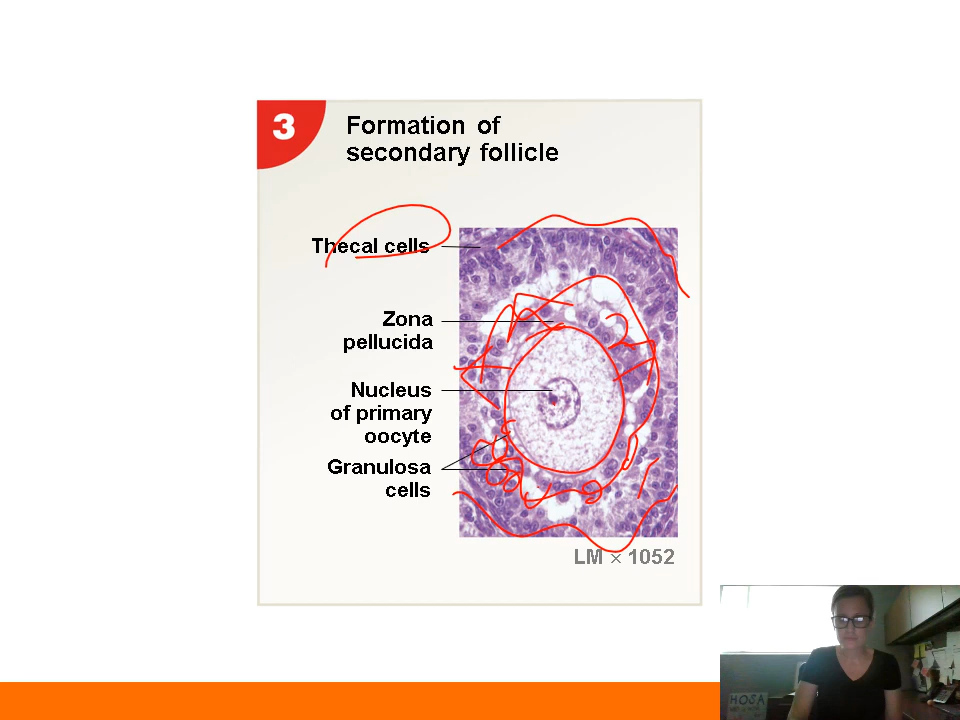 3
Formation of
secondary follicle
Thecal cells
Zona
pellucida
Nucleus
of primary
oocyte
Granulosa
cells
LM × 1052
HOSA